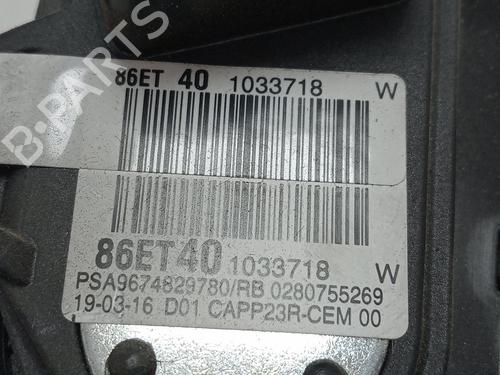 86ET 40 1033718 W
86ET40 1033718 W
PSA9674829780/RB 0280755269
19-03-16 D01 CAPP23R-CEM 00
B-PARTS